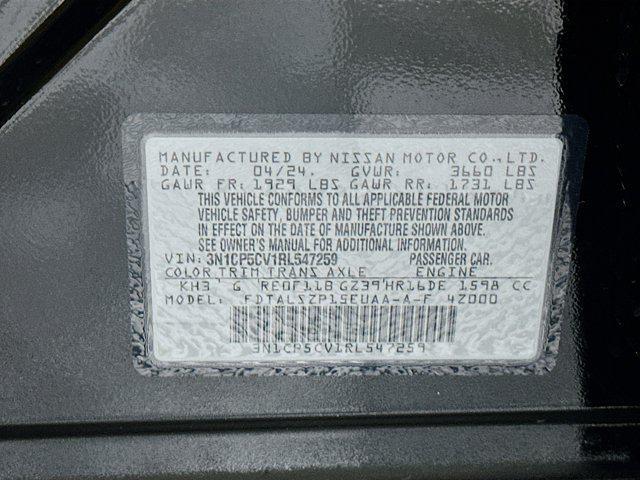 MANUFACTURED BY NISSAN MOTOR CO.,LTD.
DATE: 04/24. GVWR: 3660 LBS
GAWR FR: 1929 LBS GAWR RR: 1731 LBS
THIS VEHICLE CONFORMS TO ALL APPLICABLE FEDERAL MOTOR
VEHICLE SAFETY, BUMPER AND THEFT PREVENTION STANDARDS
IN EFFECT ON THE DATE OF MANUFACTURE SHOWN ABOVE.
SEE OWNER'S MANUAL FOR ADDITIONAL INFORMATION.
VIN: 3N1CP5CV1RL547259 PASSENGER CAR.
COLOR TRIM TRANS AXLE ENGINE
KH3 G RE0F11B GZ39 HR16DE 1598 CC
FDTALSZP15EUAA-A-F 4Z000
3N1CP5CV1RL547259